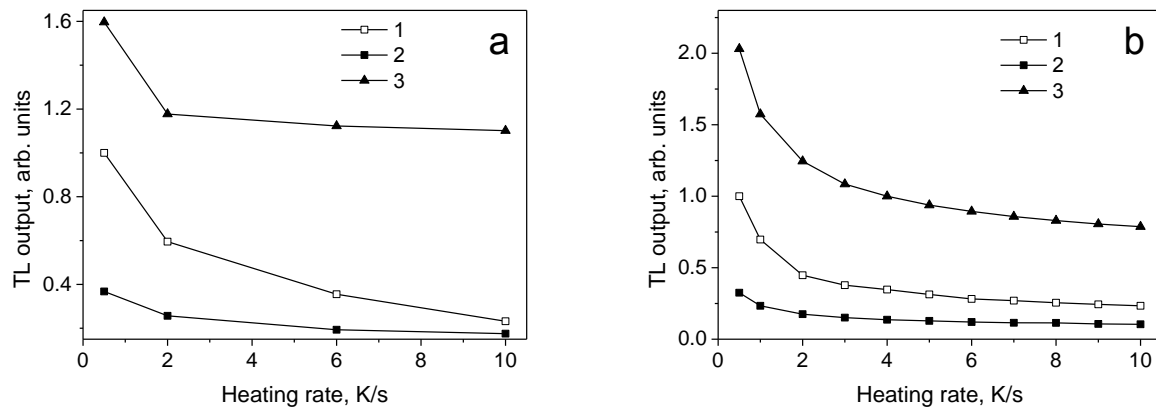 a
1
2
3
TL output, arb. units
1.6
1.2
0.8
0.4
0 2 4 6 8 10
Heating rate, K/s
b
1
2
3
TL output, arb. units
2.0
1.5
1.0
0.5
0.0
0 2 4 6 8 10
Heating rate, K/s